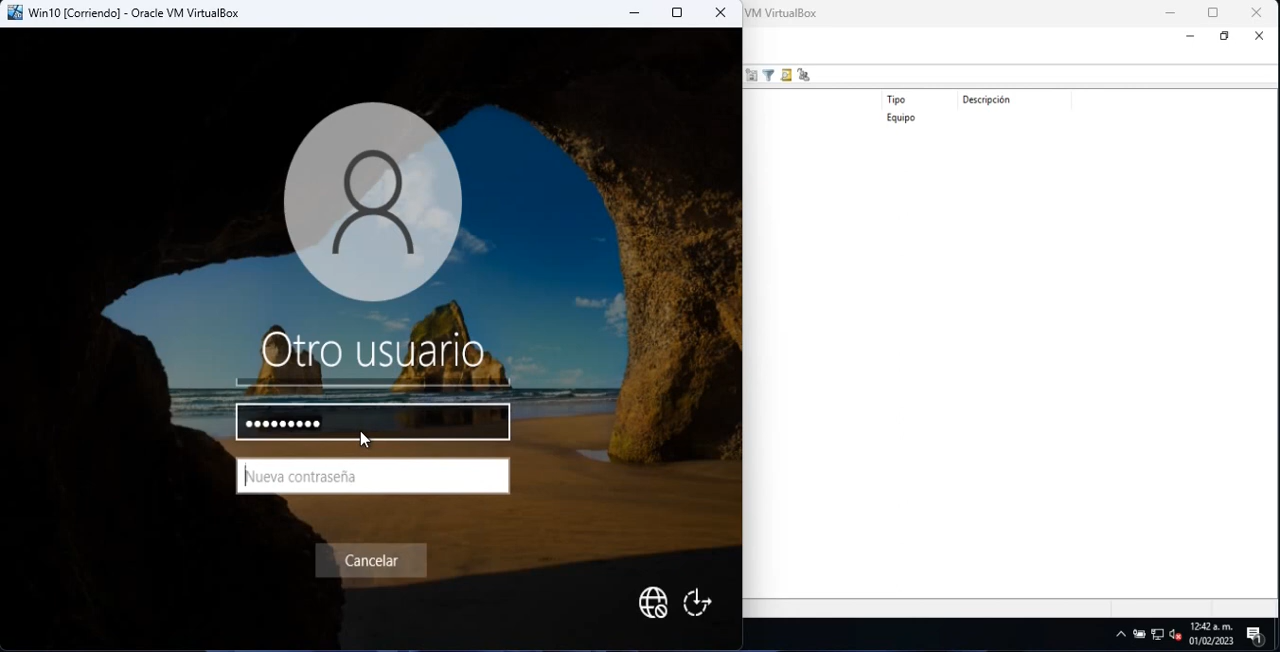 Win10 [Corriendo] - Oracle VM VirtualBox
VM VirtualBox
Tipo
Descripción
Equipo
Otro usuario
Nueva contraseña
Cancelar
12:42 a. m.
01/02/2023
1